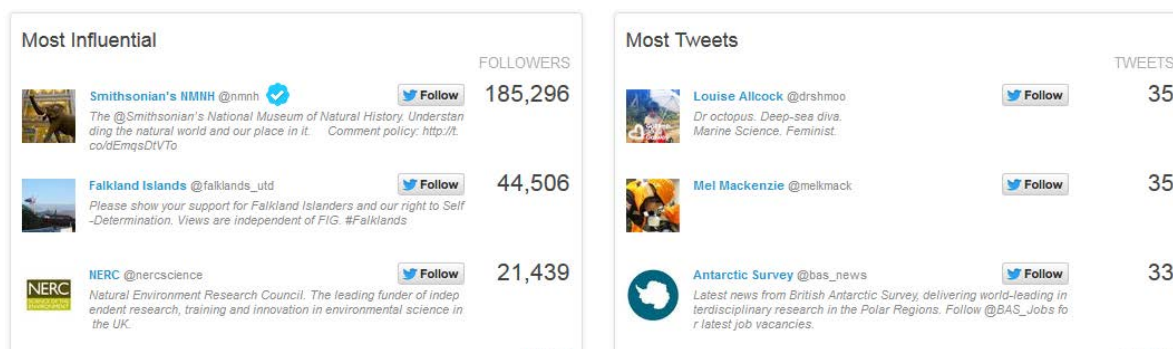 Most Influential
FOLLOWERS
Smithsonian's NMNH @nmnh Follow 185,296
The @Smithsonian's National Museum of Natural History. Understan
ding the natural world and our place in it. Comment policy: http://t.
co/dEmqsDtVTo
Falkland Islands @falklands_utd Follow 44,506
Please show your support for Falkland Islanders and our right to Self
-Determination. Views are independent of FIG. #Falklands
NERC
SCIENCE OF THE
ENVIRONMENT
NERC @nercscience Follow 21,439
Natural Environment Research Council. The leading funder of indep
endent research, training and innovation in environmental science in
the UK.
Most Tweets
TWEETS
Louise Allcock @drshmoo Follow 35
Dr octopus. Deep-sea diva.
Marine Science. Feminist.
Mel Mackenzie @melkmack Follow 35
Antarctic Survey @bas_news Follow 33
Latest news from British Antarctic Survey, delivering world-leading in
terdisciplinary research in the Polar Regions. Follow @BAS_Jobs fo
r latest job vacancies.